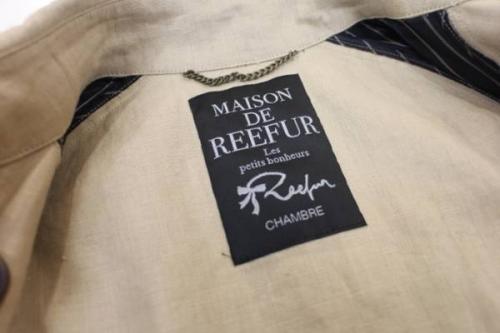 MAISON
DE
REEFUR
Les
petits bonheurs
Reefur
CHAMBRE